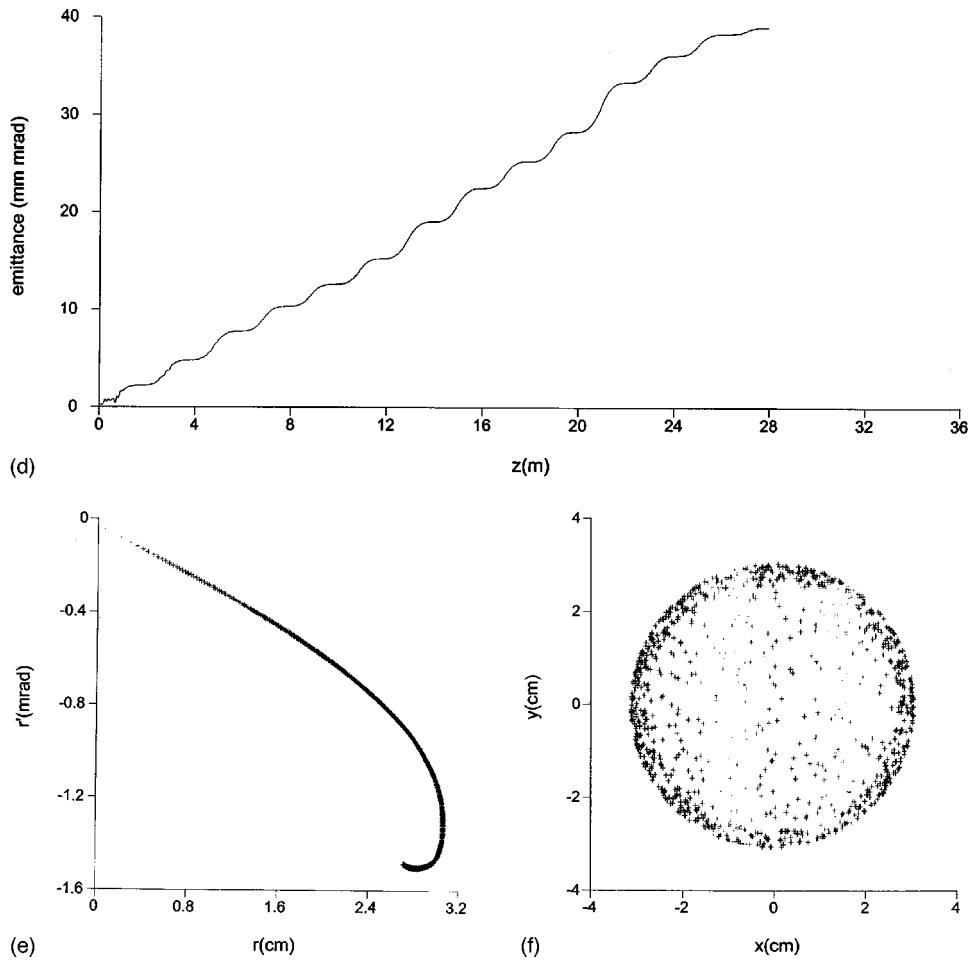 40
30
20
10
0
emittance (mm mrad)
0 4 8 12 16 20 24 28 32 36
z(m)
(d)
0
-0.4
-0.8
-1.2
-1.6
r'(mrad)
0 0.8 1.6 2.4 3.2
r(cm)
(e)
4
2
0
-2
-4
y(cm)
-4 -2 0 2 4
x(cm)
(f)